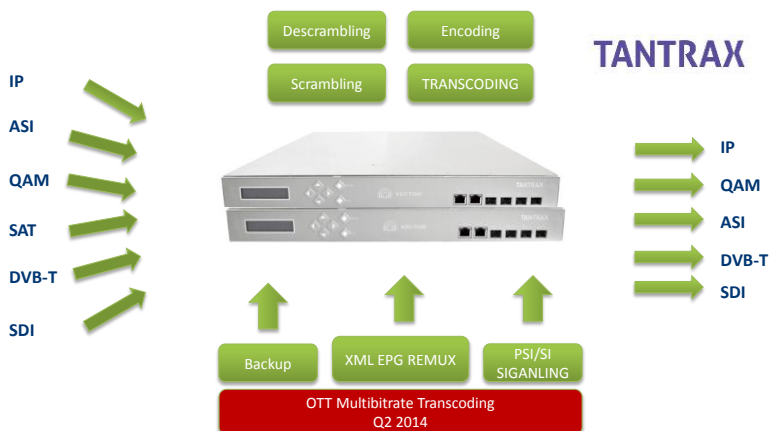 Descrambling
Encoding
TANTRAX
Scrambling
TRANSCODING
IP
ASI
QAM
SAT
DVB-T
SDI
TANTRAX
TANTRAX
IP
QAM
ASI
DVB-T
SDI
Backup
XML EPG REMUX
PSI/SI
SIGANLING
OTT Multibitrate Transcoding
Q2 2014